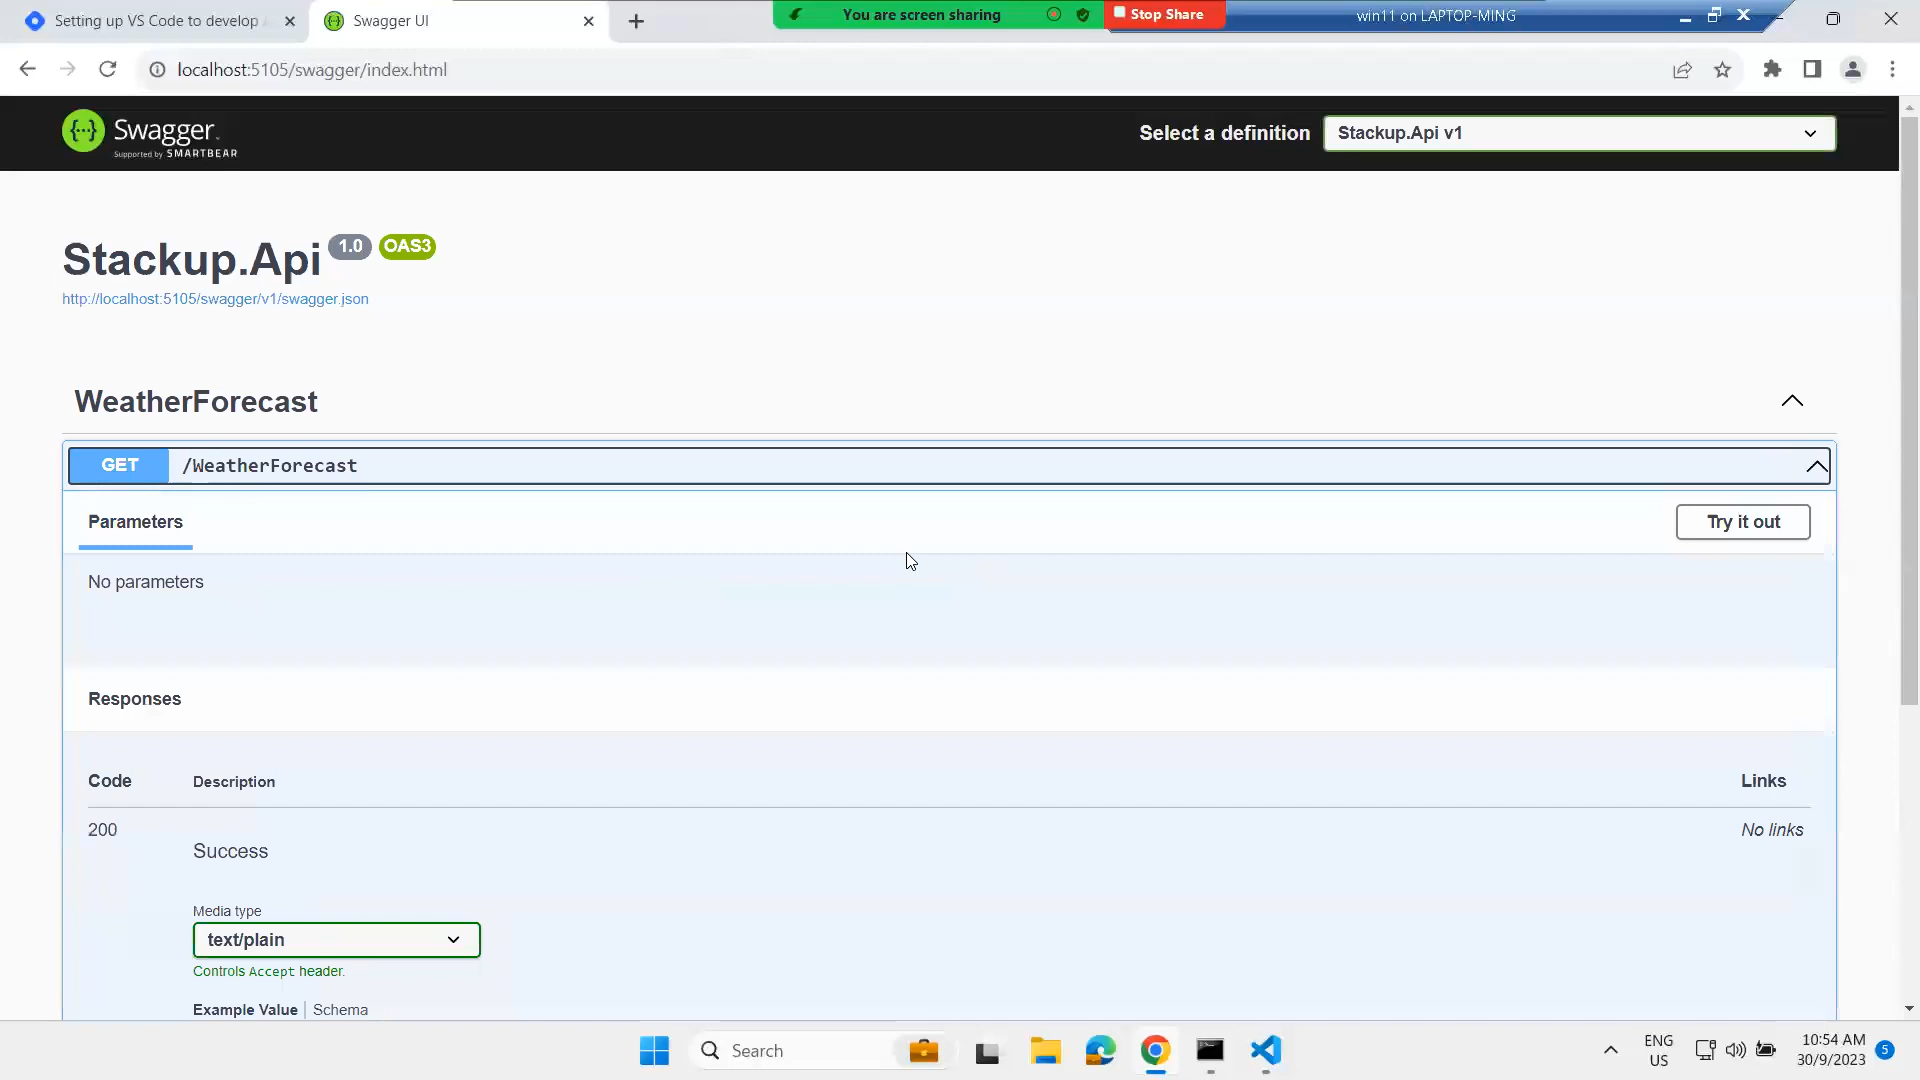 Setting up VS Code to develop
Swagger UI
You are screen sharing
Stop Share
win11 on LAPTOP-MING
localhost:5105/swagger/index.html
Swagger
Supported by SMARTBEAR
Select a definition
Stackup.Api v1
Stackup.Api 1.0 OAS3
http://localhost:5105/swagger/v1/swagger.json
WeatherForecast
GET /WeatherForecast
Parameters
Try it out
No parameters
Responses
Code Description Links
200 No links
Success
Media type
text/plain
Controls Accept header.
Example Value | Schema
Search
ENG
US
10:54 AM
30/9/2023
5